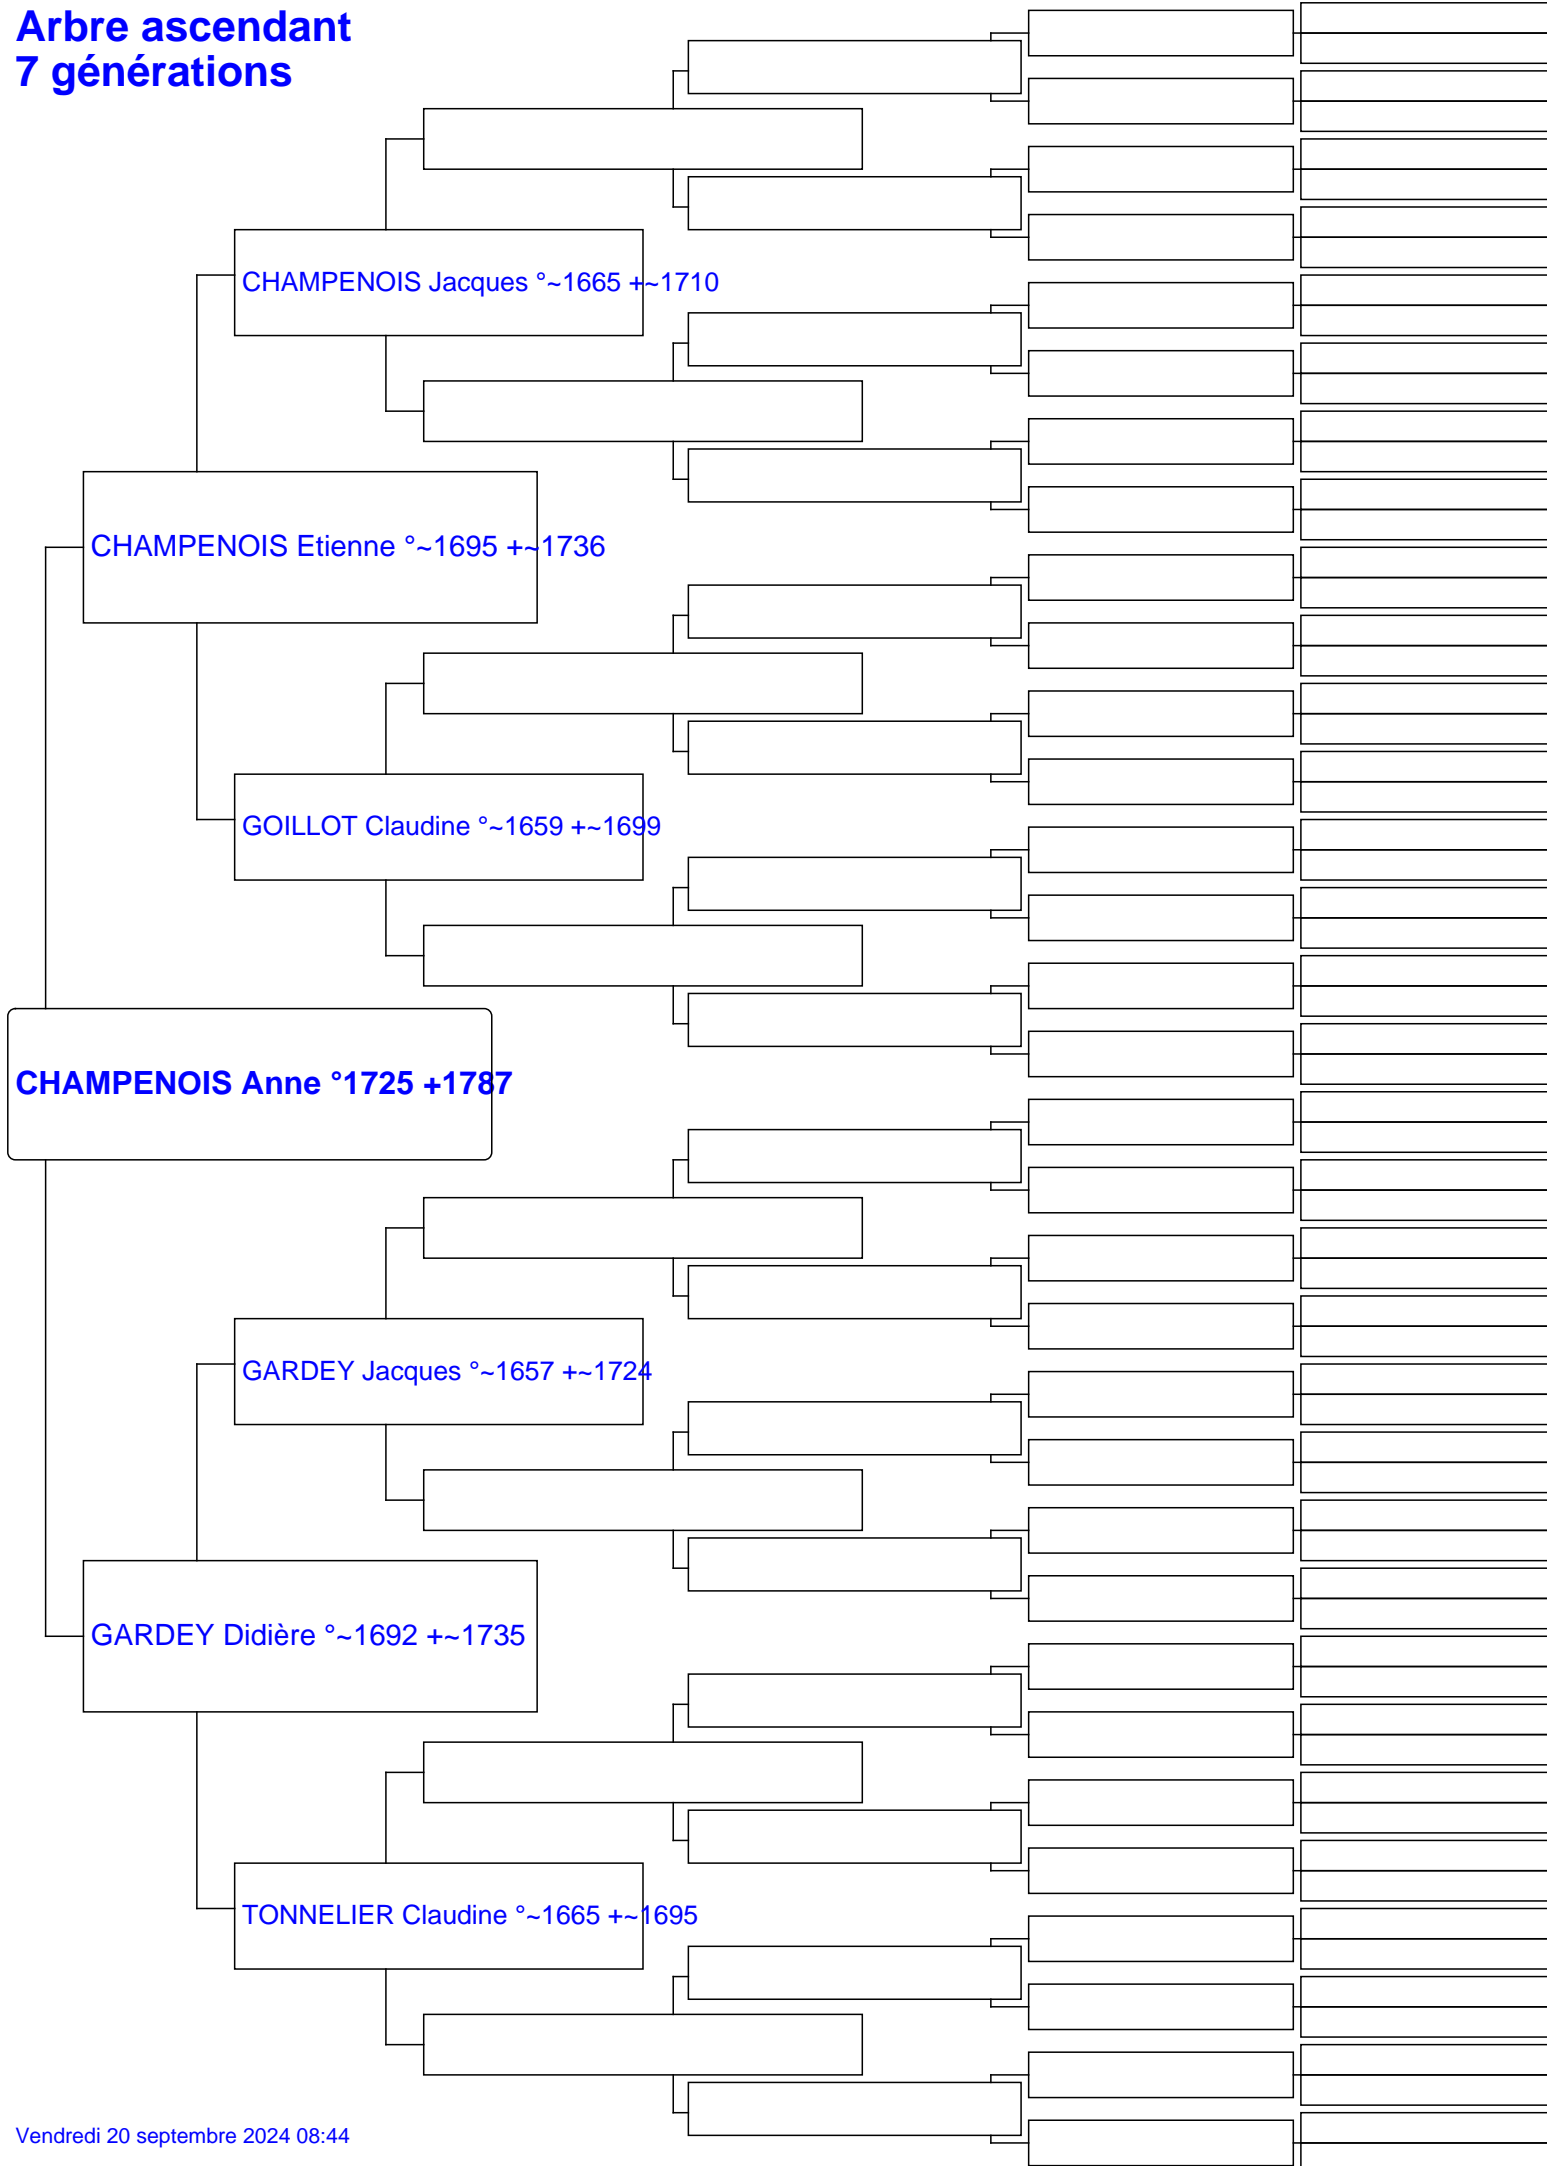 Arbre ascendant
7 générations
CHAMPENOIS Jacques °~1665 +~1710
CHAMPENOIS Etienne °~1695 +~1736
GOILLOT Claudine °~1659 +~1699
CHAMPENOIS Anne °1725 +1787
GARDEY Jacques °~1657 +~1724
GARDEY Didière °~1692 +~1735
TONNELIER Claudine °~1665 +~1695
Vendredi 20 septembre 2024 08:44